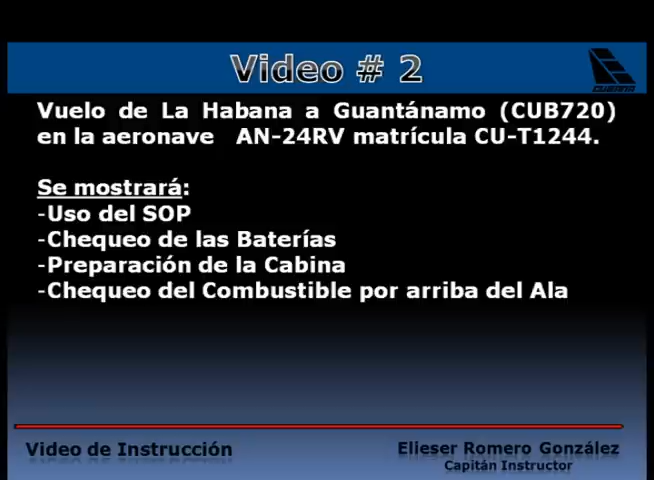 Video # 2
CUBANA
Vuelo de La Habana a Guantánamo (CUB720)
en la aeronave AN-24RV matrícula CU-T1244.
Se mostrará:
-Uso del SOP
-Chequeo de las Baterías
-Preparación de la Cabina
-Chequeo del Combustible por arriba del Ala
Video de Instrucción
Elieser Romero González
Capitán Instructor